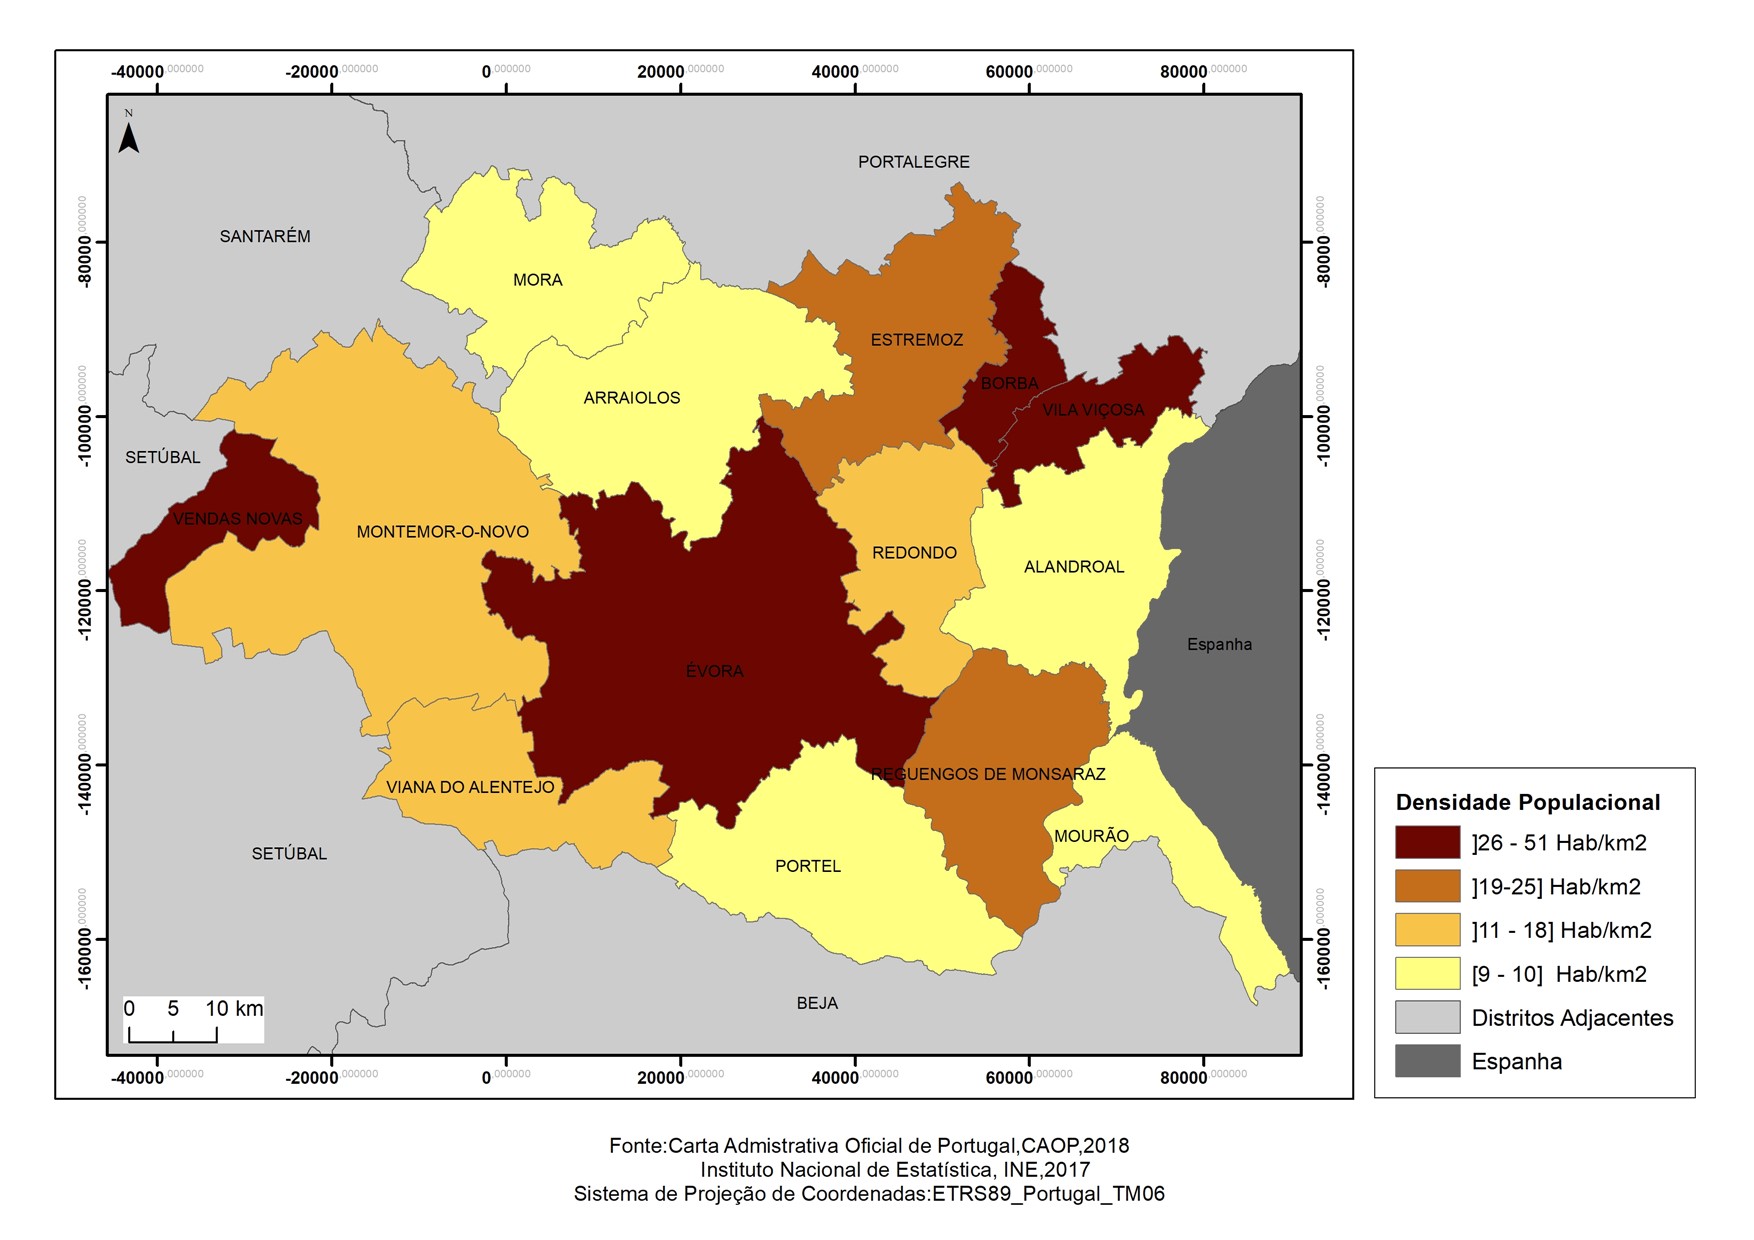 -40000,000000 -20000,000000 0,000000 20000,000000 40000,000000 60000,000000 80000,000000
N
PORTALEGRE
SANTARÉM
-80000,000000
-80000,000000
MORA
ESTREMOZ
BORBA
ARRAIOLOS
VILA VIÇOSA
-100000,000000
-100000,000000
SETÚBAL
VENDAS NOVAS
MONTEMOR-O-NOVO
REDONDO
ALANDROAL
-120000,000000
-120000,000000
Espanha
ÉVORA
-140000,000000
-140000,000000
REGUENGOS DE MONSARAZ
VIANA DO ALENTEJO
MOURÃO
SETÚBAL
PORTEL
-160000,000000
-160000,000000
BEJA
0 5 10 km
-40000,000000 -20000,000000 0,000000 20000,000000 40000,000000 60000,000000 80000,000000
Densidade Populacional
]26 - 51 Hab/km2
]19-25] Hab/km2
]11 - 18] Hab/km2
[9 - 10] Hab/km2
Distritos Adjacentes
Espanha
Fonte:Carta Admistrativa Oficial de Portugal,CAOP,2018
Instituto Nacional de Estatística, INE,2017
Sistema de Projeção de Coordenadas:ETRS89_Portugal_TM06